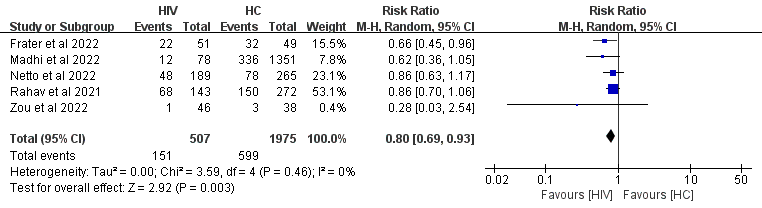 HIV HC Risk Ratio Risk Ratio
Study or Subgroup Events Total Events Total Weight M-H, Random, 95% CI M-H, Random, 95% CI
Frater et al 2022 22 51 32 49 15.5% 0.66 [0.45, 0.96]
Madhi et al 2022 12 78 336 1351 7.8% 0.62 [0.36, 1.05]
Netto et al 2022 48 189 78 265 23.1% 0.86 [0.63, 1.17]
Rahav et al 2021 68 143 150 272 53.1% 0.86 [0.70, 1.06]
Zou et al 2022 1 46 3 38 0.4% 0.28 [0.03, 2.54]
Total (95% CI) 507 1975 100.0% 0.80 [0.69, 0.93]
Total events 151 599
Heterogeneity: Tau² = 0.00; Chi² = 3.59, df = 4 (P = 0.46); I² = 0%
Test for overall effect: Z = 2.92 (P = 0.003)
0.02 0.1 1 10 50
Favours [HIV] Favours [HC]